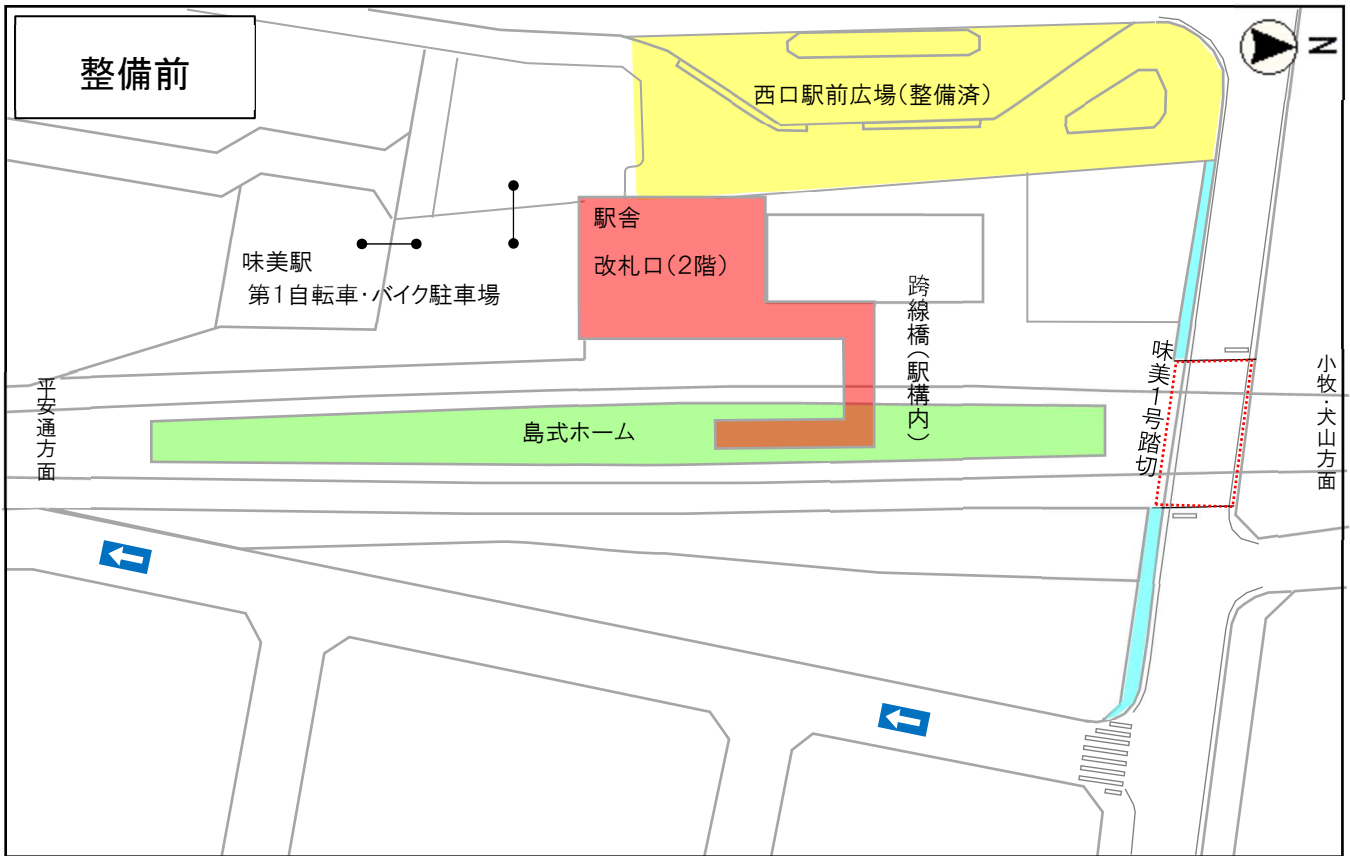 整備前
N
西口駅前広場(整備済)
駅舎
改札口(2階)
味美駅
第1自転車・バイク駐車場
跨線橋(駅構内)
味美1号踏切
小牧・犬山方面
平安通方面
島式ホーム